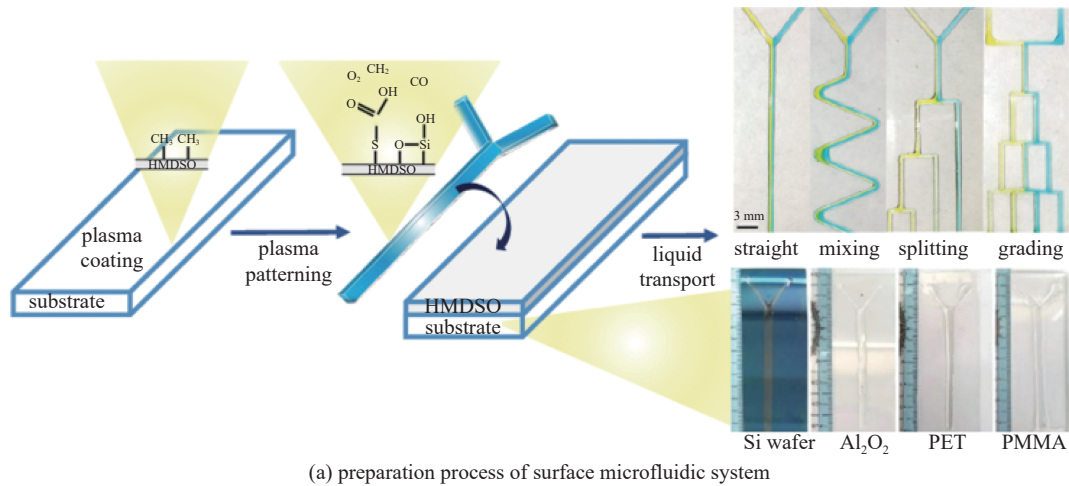 O₂ CH₂ CO
OH
O
S
OH
O Si
HMDSO
CH₃ CH₃
HMDSO
plasma
coating
substrate
plasma
patterning
HMDSO
substrate
liquid
transport
3 mm
straight mixing splitting grading
Si wafer Al₂O₂ PET PMMA
(a) preparation process of surface microfluidic system